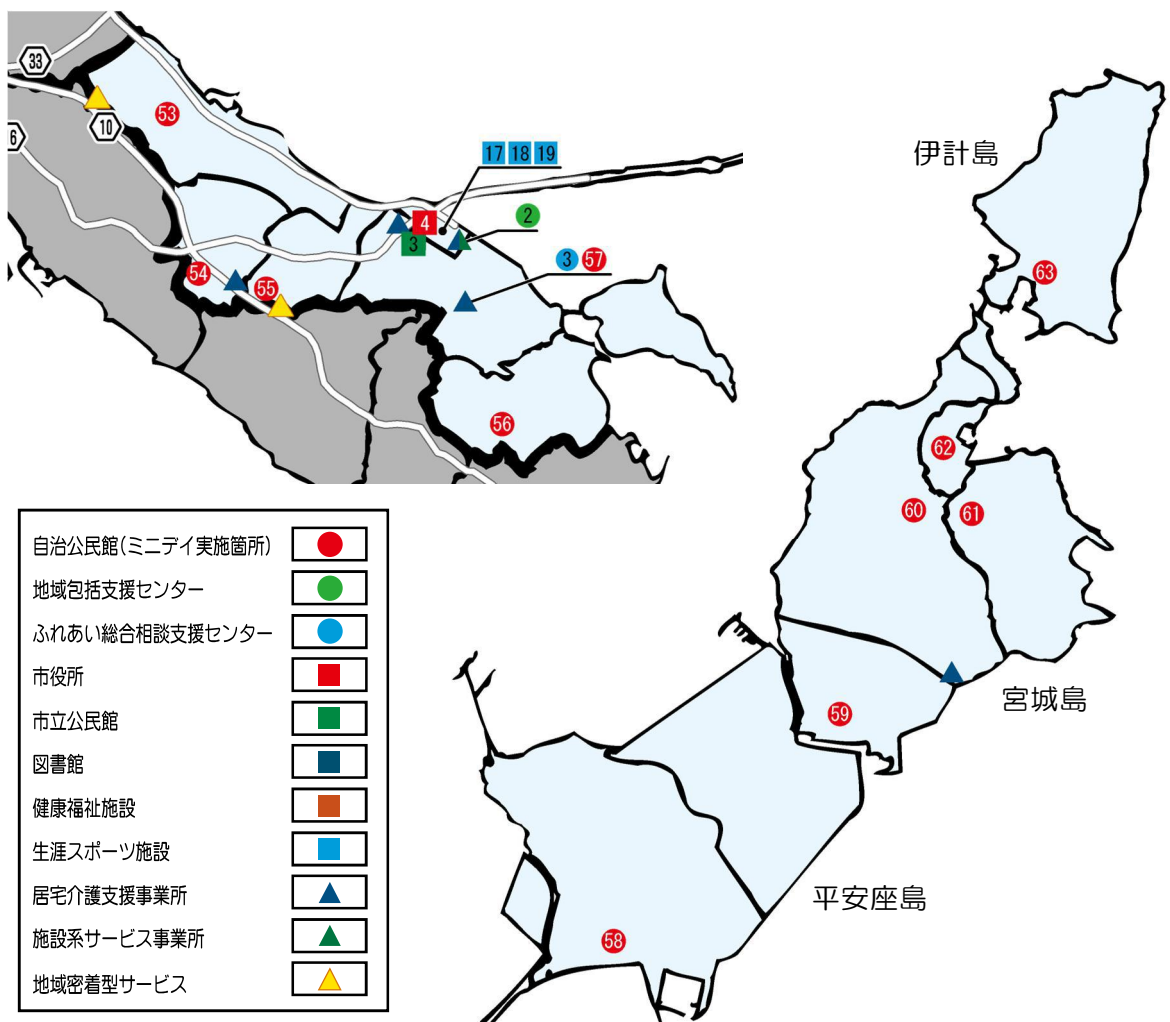 33
53
10
6
17 18 19
4
2
3
3 57
54
55
56
伊計島
63
62
60
61
宮城島
59
平安座島
58
自治公民館(ミニデイ実施箇所)
地域包括支援センター
ふれあい総合相談支援センター
市役所
市立公民館
図書館
健康福祉施設
生涯スポーツ施設
居宅介護支援事業所
施設系サービス事業所
地域密着型サービス